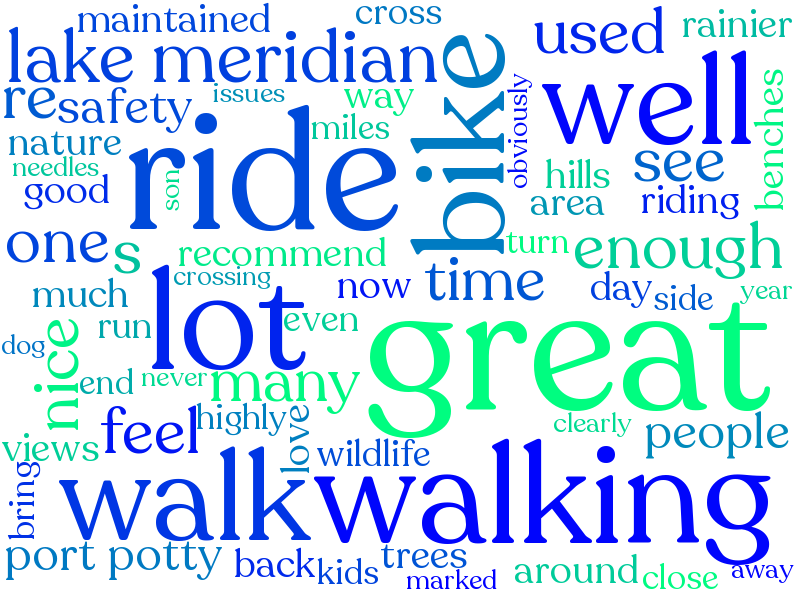 maintained
cross
used
rainier
lake meridian
bike
well
re
safety
issues
way
obviously
benches
nature
ride
miles
needles
good
son
see
hills
area
riding
one
s
recommend
turn
enough
lot
crossing
now
time
day
side
year
much
run
even
great
dog
nice
end
never
many
feel
highly
love
clearly
people
views
wildlife
bring
walk
walking
port potty
back
kids
trees
marked
around
close
away